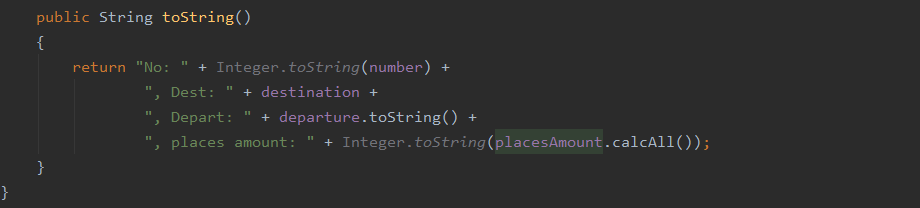 public String toString()
{
return "No: " + Integer.toString(number) +
", Dest: " + destination +
", Depart: " + departure.toString() +
", places amount: " + Integer.toString(placesAmount.calcAll());
}
}